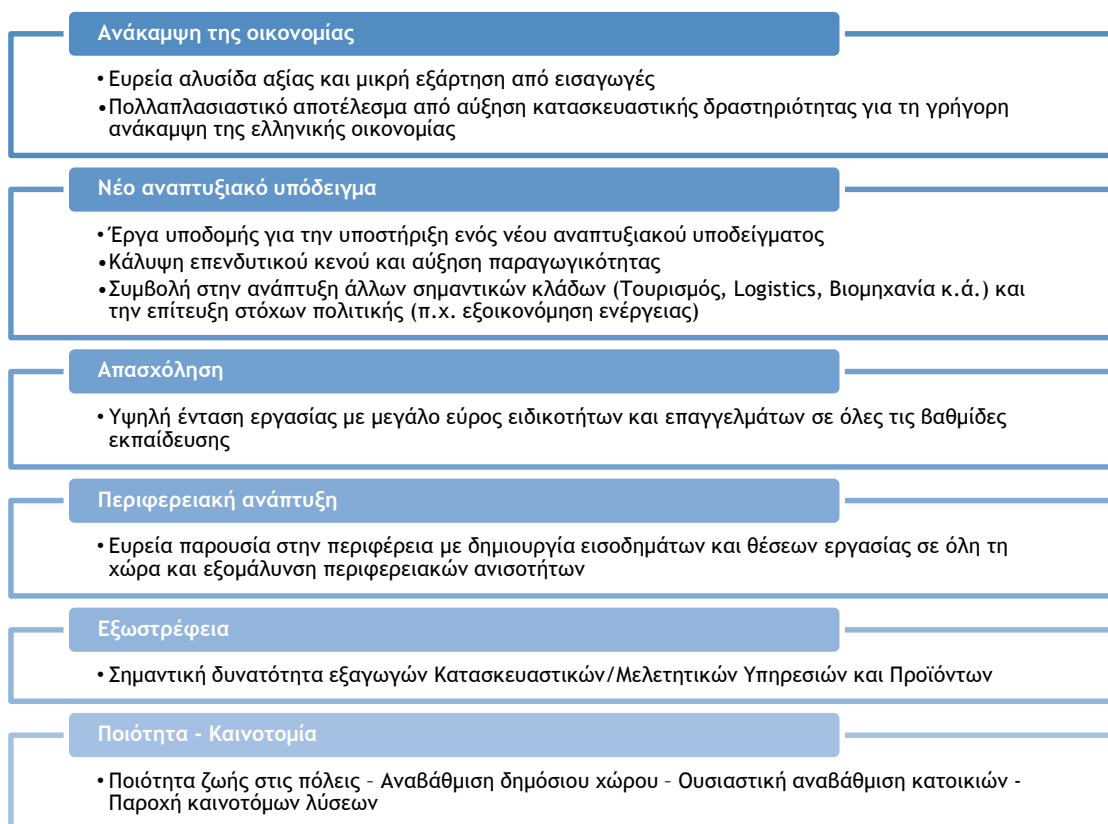 Ανάκαμψη της οικονομίας
• Ευρεία αλυσίδα αξίας και μικρή εξάρτηση από εισαγωγές
•Πολλαπλασιαστικό αποτέλεσμα από αύξηση κατασκευαστικής δραστηριότητας για τη γρήγορη
ανάκαμψη της ελληνικής οικονομίας
Νέο αναπτυξιακό υπόδειγμα
•Έργα υποδομής για την υποστήριξη ενός νέου αναπτυξιακού υποδείγματος
•Κάλυψη επενδυτικού κενού και αύξηση παραγωγικότητας
•Συμβολή στην ανάπτυξη άλλων σημαντικών κλάδων (Τουρισμός, Logistics, Βιομηχανία κ.ά.) και
την επίτευξη στόχων πολιτικής (π.χ. εξοικονόμηση ενέργειας)
Απασχόληση
• Υψηλή ένταση εργασίας με μεγάλο εύρος ειδικοτήτων και επαγγελμάτων σε όλες τις βαθμίδες
εκπαίδευσης
Περιφερειακή ανάπτυξη
• Ευρεία παρουσία στην περιφέρεια με δημιουργία εισοδημάτων και θέσεων εργασίας σε όλη τη
χώρα και εξομάλυνση περιφερειακών ανισοτήτων
Εξωστρέφεια
• Σημαντική δυνατότητα εξαγωγών Κατασκευαστικών/Μελετητικών Υπηρεσιών και Προϊόντων
Ποιότητα - Καινοτομία
• Ποιότητα ζωής στις πόλεις – Αναβάθμιση δημόσιου χώρου – Ουσιαστική αναβάθμιση κατοικιών -
Παροχή καινοτόμων λύσεων